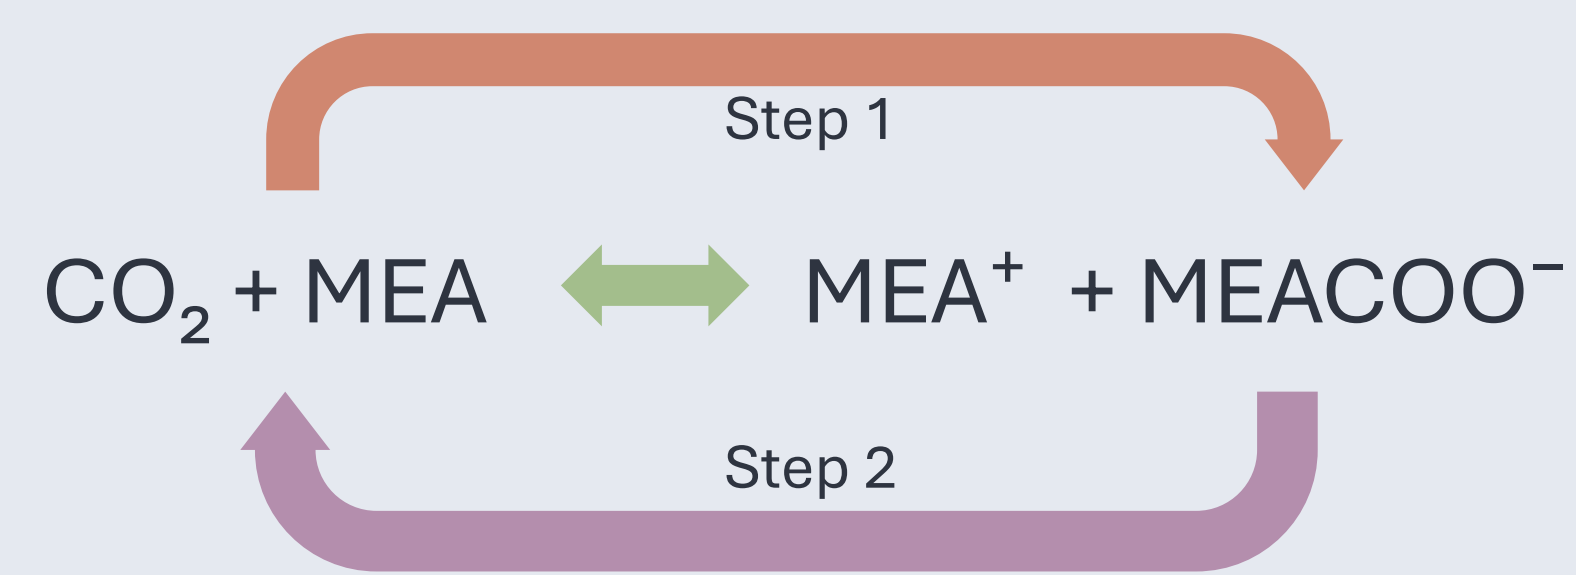 Step 1
CO₂ + MEA MEA⁺ + MEACOO⁻
Step 2